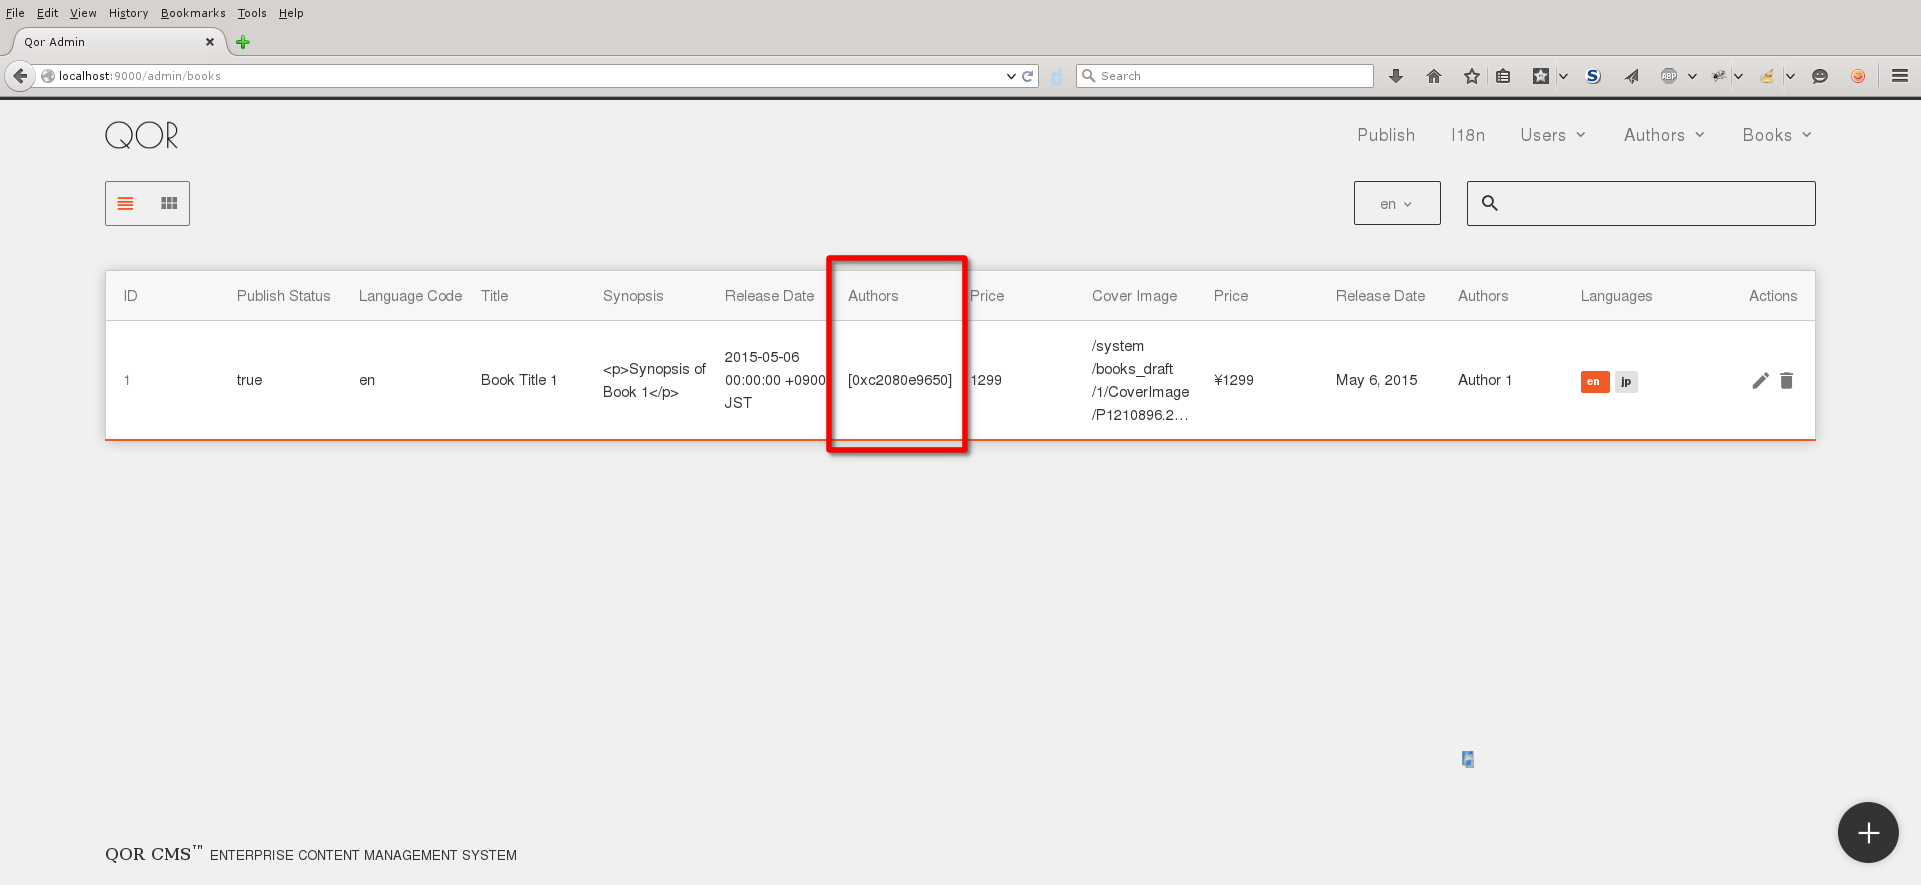 File Edit View History Bookmarks Tools Help
Qor Admin
localhost:9000/admin/books
Search
S
ABP
QOR
Publish I18n Users Authors Books
en
ID Publish Status Language Code Title Synopsis Release Date Authors Price Cover Image Price Release Date Authors Languages Actions
1 true en Book Title 1 <p>Synopsis of Book 1</p> 2015-05-06 00:00:00 +0900 JST [0xc2080e9650] 1299 /system/books_draft/1/CoverImage/P1210896.2… ¥1299 May 6, 2015 Author 1 en jp
QOR CMS™ ENTERPRISE CONTENT MANAGEMENT SYSTEM